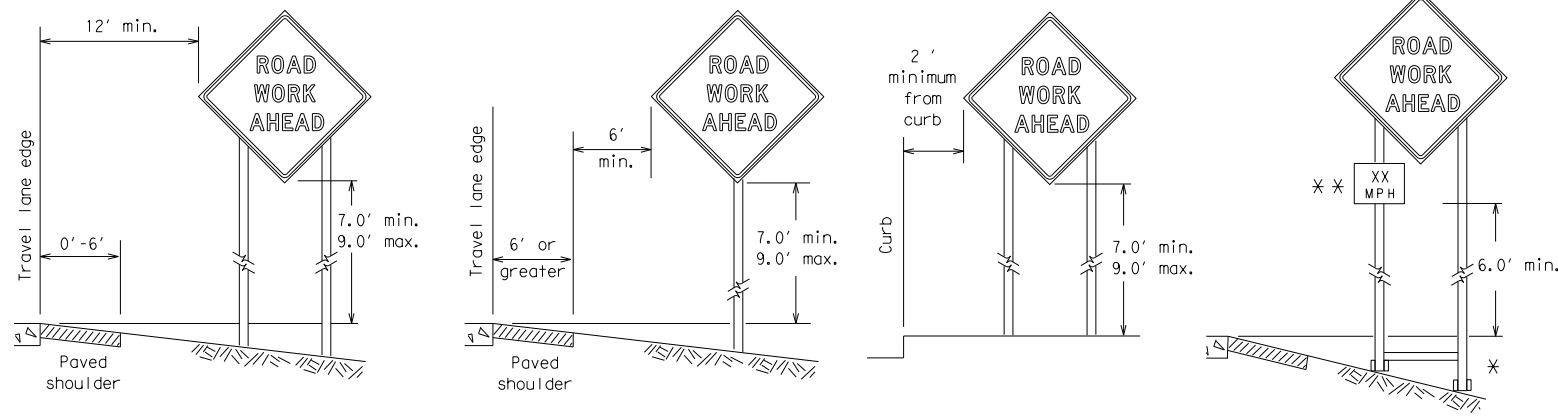 12' min.
Travel lane edge
0'-6'
Paved
shoulder
ROAD
WORK
AHEAD
7.0' min.
9.0' max.
Travel lane edge
6' or
greater
6'
min.
Paved
shoulder
ROAD
WORK
AHEAD
7.0' min.
9.0' max.
2 '
minimum
from
curb
Curb
ROAD
WORK
AHEAD
7.0' min.
9.0' max.
ROAD
WORK
AHEAD
* *
XX
MPH
6.0' min.
*